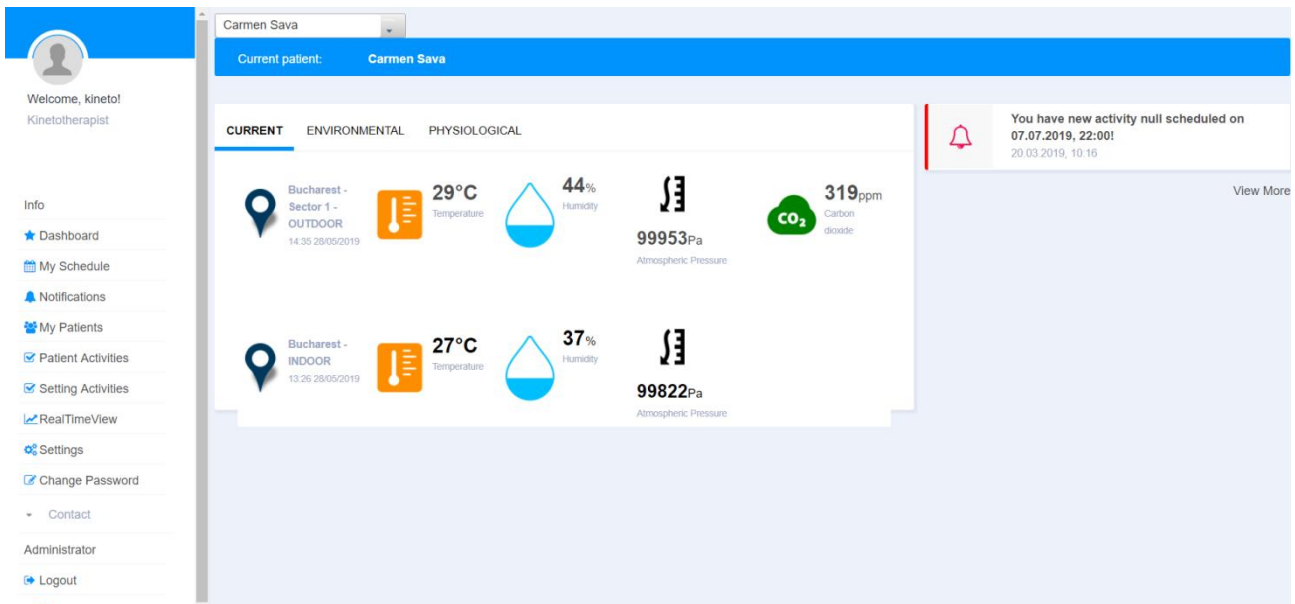 Carmen Sava
Current patient: Carmen Sava
Welcome, kineto!
Kinetotherapist
Info
Dashboard
My Schedule
Notifications
My Patients
Patient Activities
Setting Activities
RealTimeView
Settings
Change Password
Contact
Administrator
Logout
CURRENT ENVIRONMENTAL PHYSIOLOGICAL
Bucharest -
Sector 1 -
OUTDOOR
14:35 28/05/2019
29°C
Temperature
44%
Humidity
99953Pa
Atmospheric Pressure
CO2
319ppm
Carbon
dioxide
Bucharest -
INDOOR
13:26 28/05/2019
27°C
Temperature
37%
Humidity
99822Pa
Atmospheric Pressure
You have new activity null scheduled on
07.07.2019, 22:00!
20.03.2019, 10:16
View More